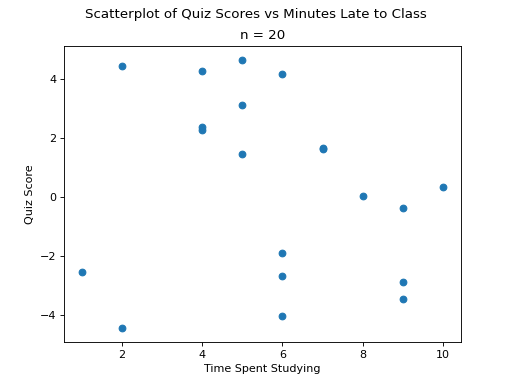 Scatterplot of Quiz Scores vs Minutes Late to Class
n = 20
4
2
0
−2
−4
Quiz Score
2 4 6 8 10
Time Spent Studying